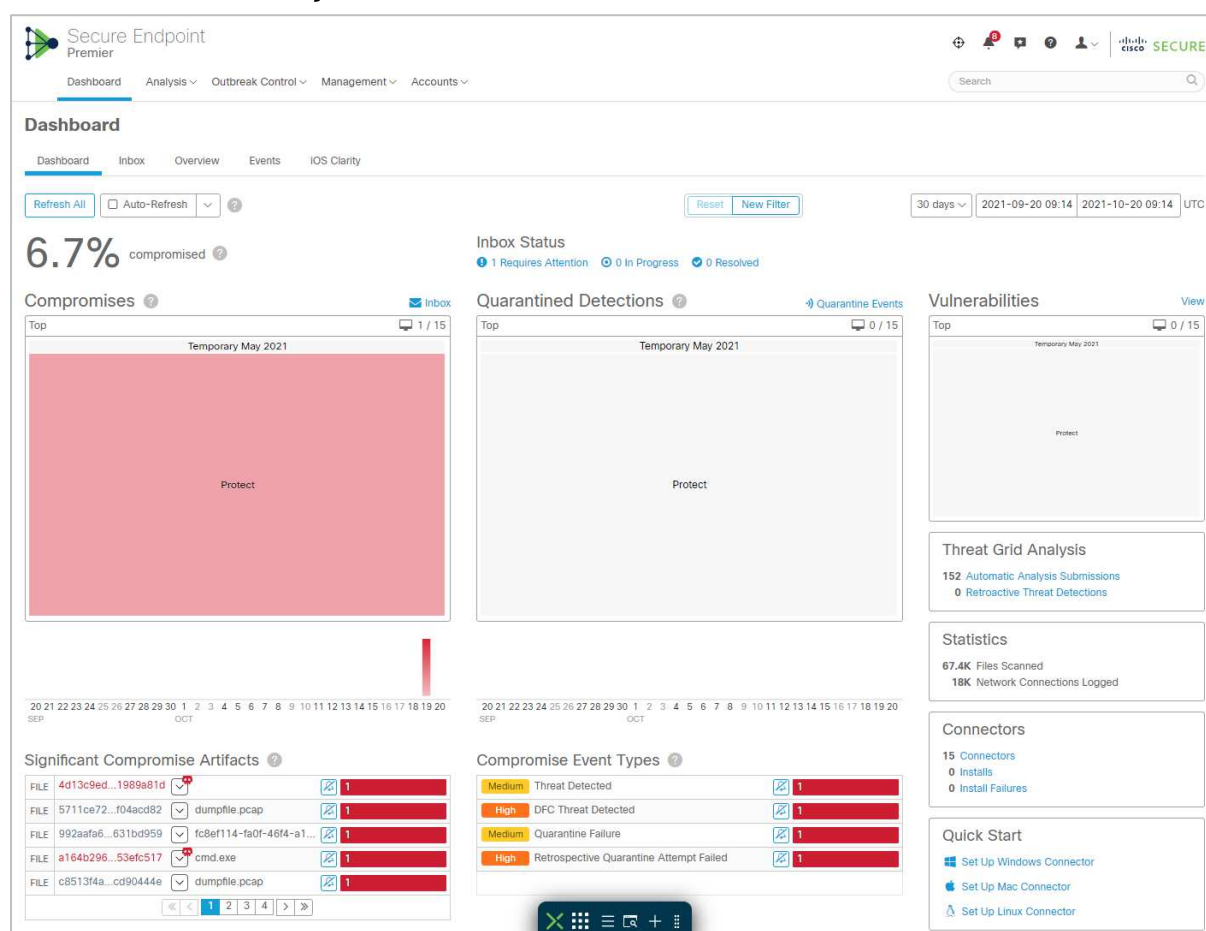 Secure Endpoint
Premier
8
cisco SECURE
Dashboard Analysis Outbreak Control Management Accounts
Search
Dashboard
Dashboard Inbox Overview Events iOS Clarity
Refresh All Auto-Refresh ?
Reset New Filter
30 days 2021-09-20 09:14 2021-10-20 09:14 UTC
6.7% compromised ?
Inbox Status
1 Requires Attention 0 In Progress 0 Resolved
Compromises ? Inbox
Top 1 / 15
Temporary May 2021
Protect
20 21 22 23 24 25 26 27 28 29 30 1 2 3 4 5 6 7 8 9 10 11 12 13 14 15 16 17 18 19 20
SEP OCT
Quarantined Detections ? Quarantine Events
Top 0 / 15
Temporary May 2021
Protect
20 21 22 23 24 25 26 27 28 29 30 1 2 3 4 5 6 7 8 9 10 11 12 13 14 15 16 17 18 19 20
SEP OCT
Vulnerabilities View
Top 0 / 15
Temporary May 2021
Protect
Threat Grid Analysis
152 Automatic Analysis Submissions
0 Retroactive Threat Detections
Statistics
67.4K Files Scanned
18K Network Connections Logged
Connectors
15 Connectors
0 Installs
0 Install Failures
Quick Start
Set Up Windows Connector
Set Up Mac Connector
Set Up Linux Connector
Significant Compromise Artifacts ?
FILE 4d13c9ed...1989a81d 1
FILE 5711ce72...f04acd82 dumpfile.pcap 1
FILE 992aafa6...631bd959 fc8ef114-fa0f-46f4-a1... 1
FILE a164b296...53efc517 cmd.exe 1
FILE c8513f4a...cd90444e dumpfile.pcap 1
1 2 3 4
Compromise Event Types ?
Medium Threat Detected 1
High DFC Threat Detected 1
Medium Quarantine Failure 1
High Retrospective Quarantine Attempt Failed 1